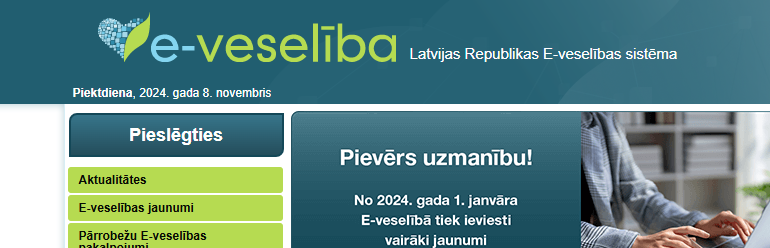 e-veselība
Latvijas Republikas E-veselības sistēma
Piektdiena, 2024. gada 8. novembris
Pieslēgties
Aktualitātes
E-veselības jaunumi
Pārrobežu E-veselības
pakalpojumi
Pievērs uzmanību!
No 2024. gada 1. janvāra
E-veselībā tiek ieviesti
vairāki jaunumi